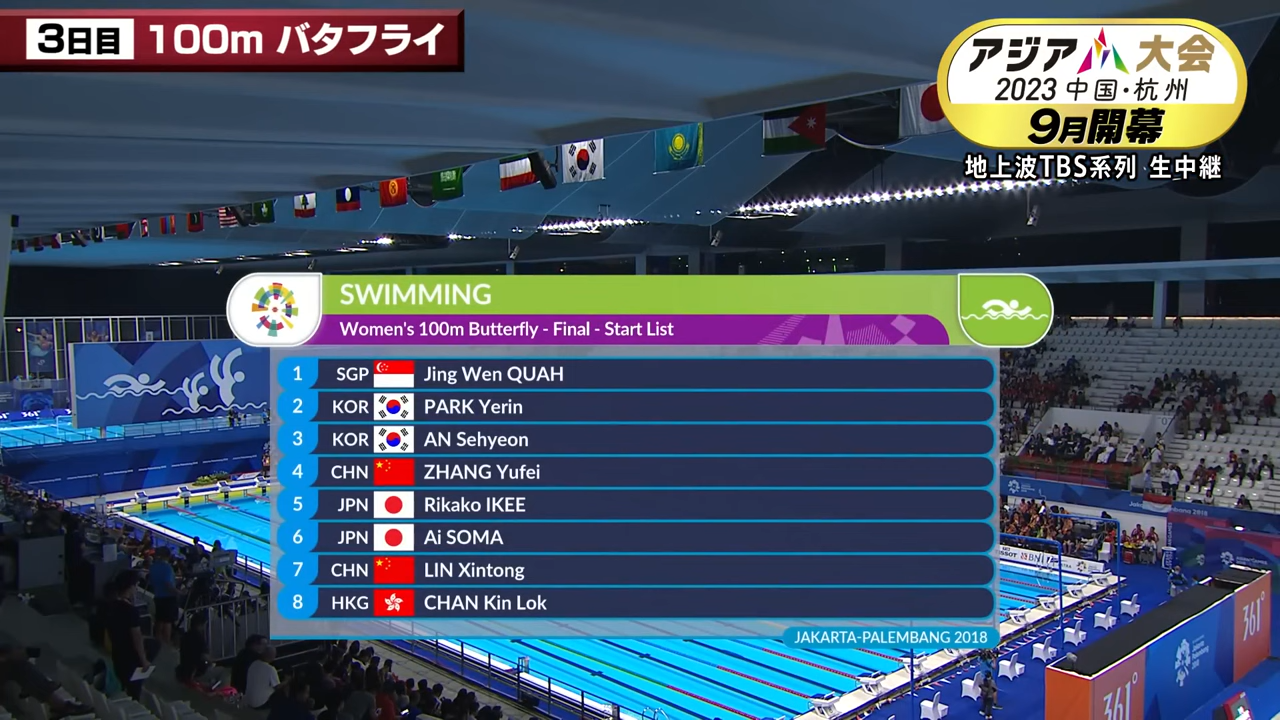 3日目 100m バタフライ
アジア大会
2023 中国・杭州
9月開幕
地上波TBS系列 生中継
SWIMMING
Women's 100m Butterfly - Final - Start List
1 SGP Jing Wen QUAH
2 KOR PARK Yerin
3 KOR AN Sehyeon
4 CHN ZHANG Yufei
5 JPN Rikako IKEE
6 JPN Ai SOMA
7 CHN LIN Xintong
8 HKG CHAN Kin Lok
JAKARTA-PALEMBANG 2018
361°
361°